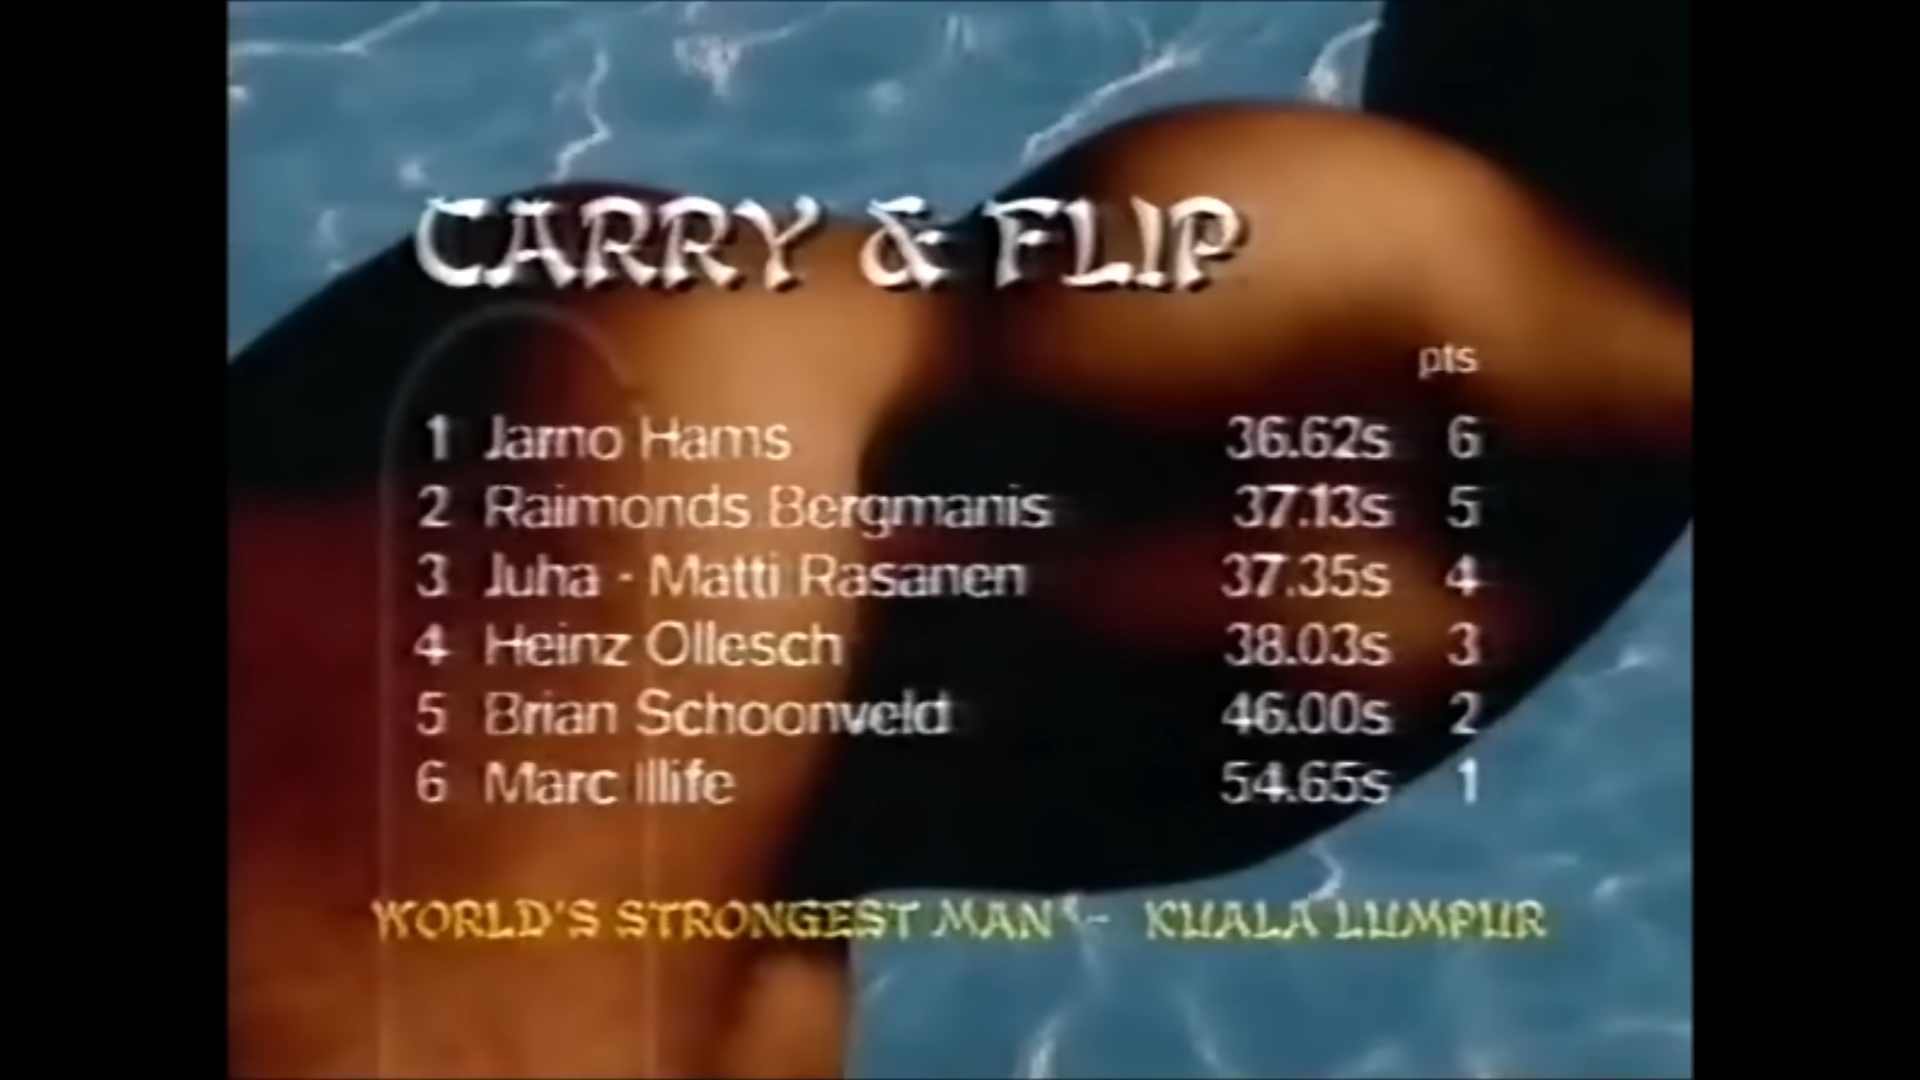 CARRY & FLIP
pts
1 Jarno Hams 36.62s 6
2 Raimonds Bergmanis 37.13s 5
3 Juha - Matti Rasanen 37.35s 4
4 Heinz Ollesch 38.03s 3
5 Brian Schoonveld 46.00s 2
6 Marc Illife 54.65s 1
WORLD'S STRONGEST MAN® - KUALA LUMPUR